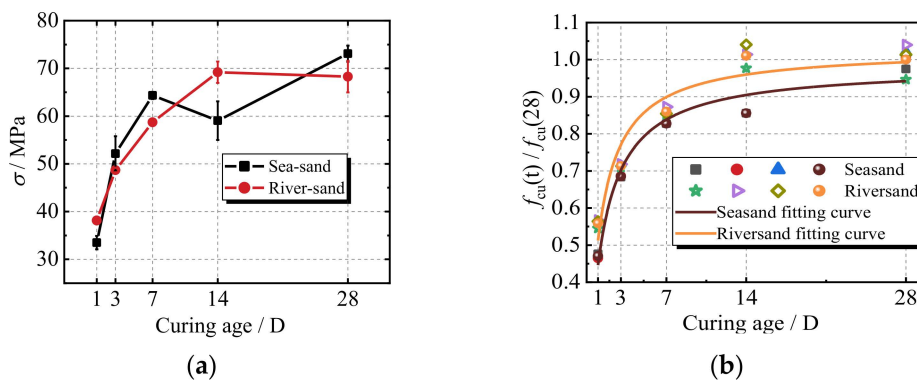 80
70
60
50
40
30
σ / MPa
Sea-sand
River-sand
1 3 7 14 28
Curing age / D
(a)
1.1
1.0
0.9
0.8
0.7
0.6
0.5
0.4
f_cu(t) / f_cu(28)
Seasand
Riversand
Seasand fitting curve
Riversand fitting curve
1 3 7 14 28
Curing age / D
(b)